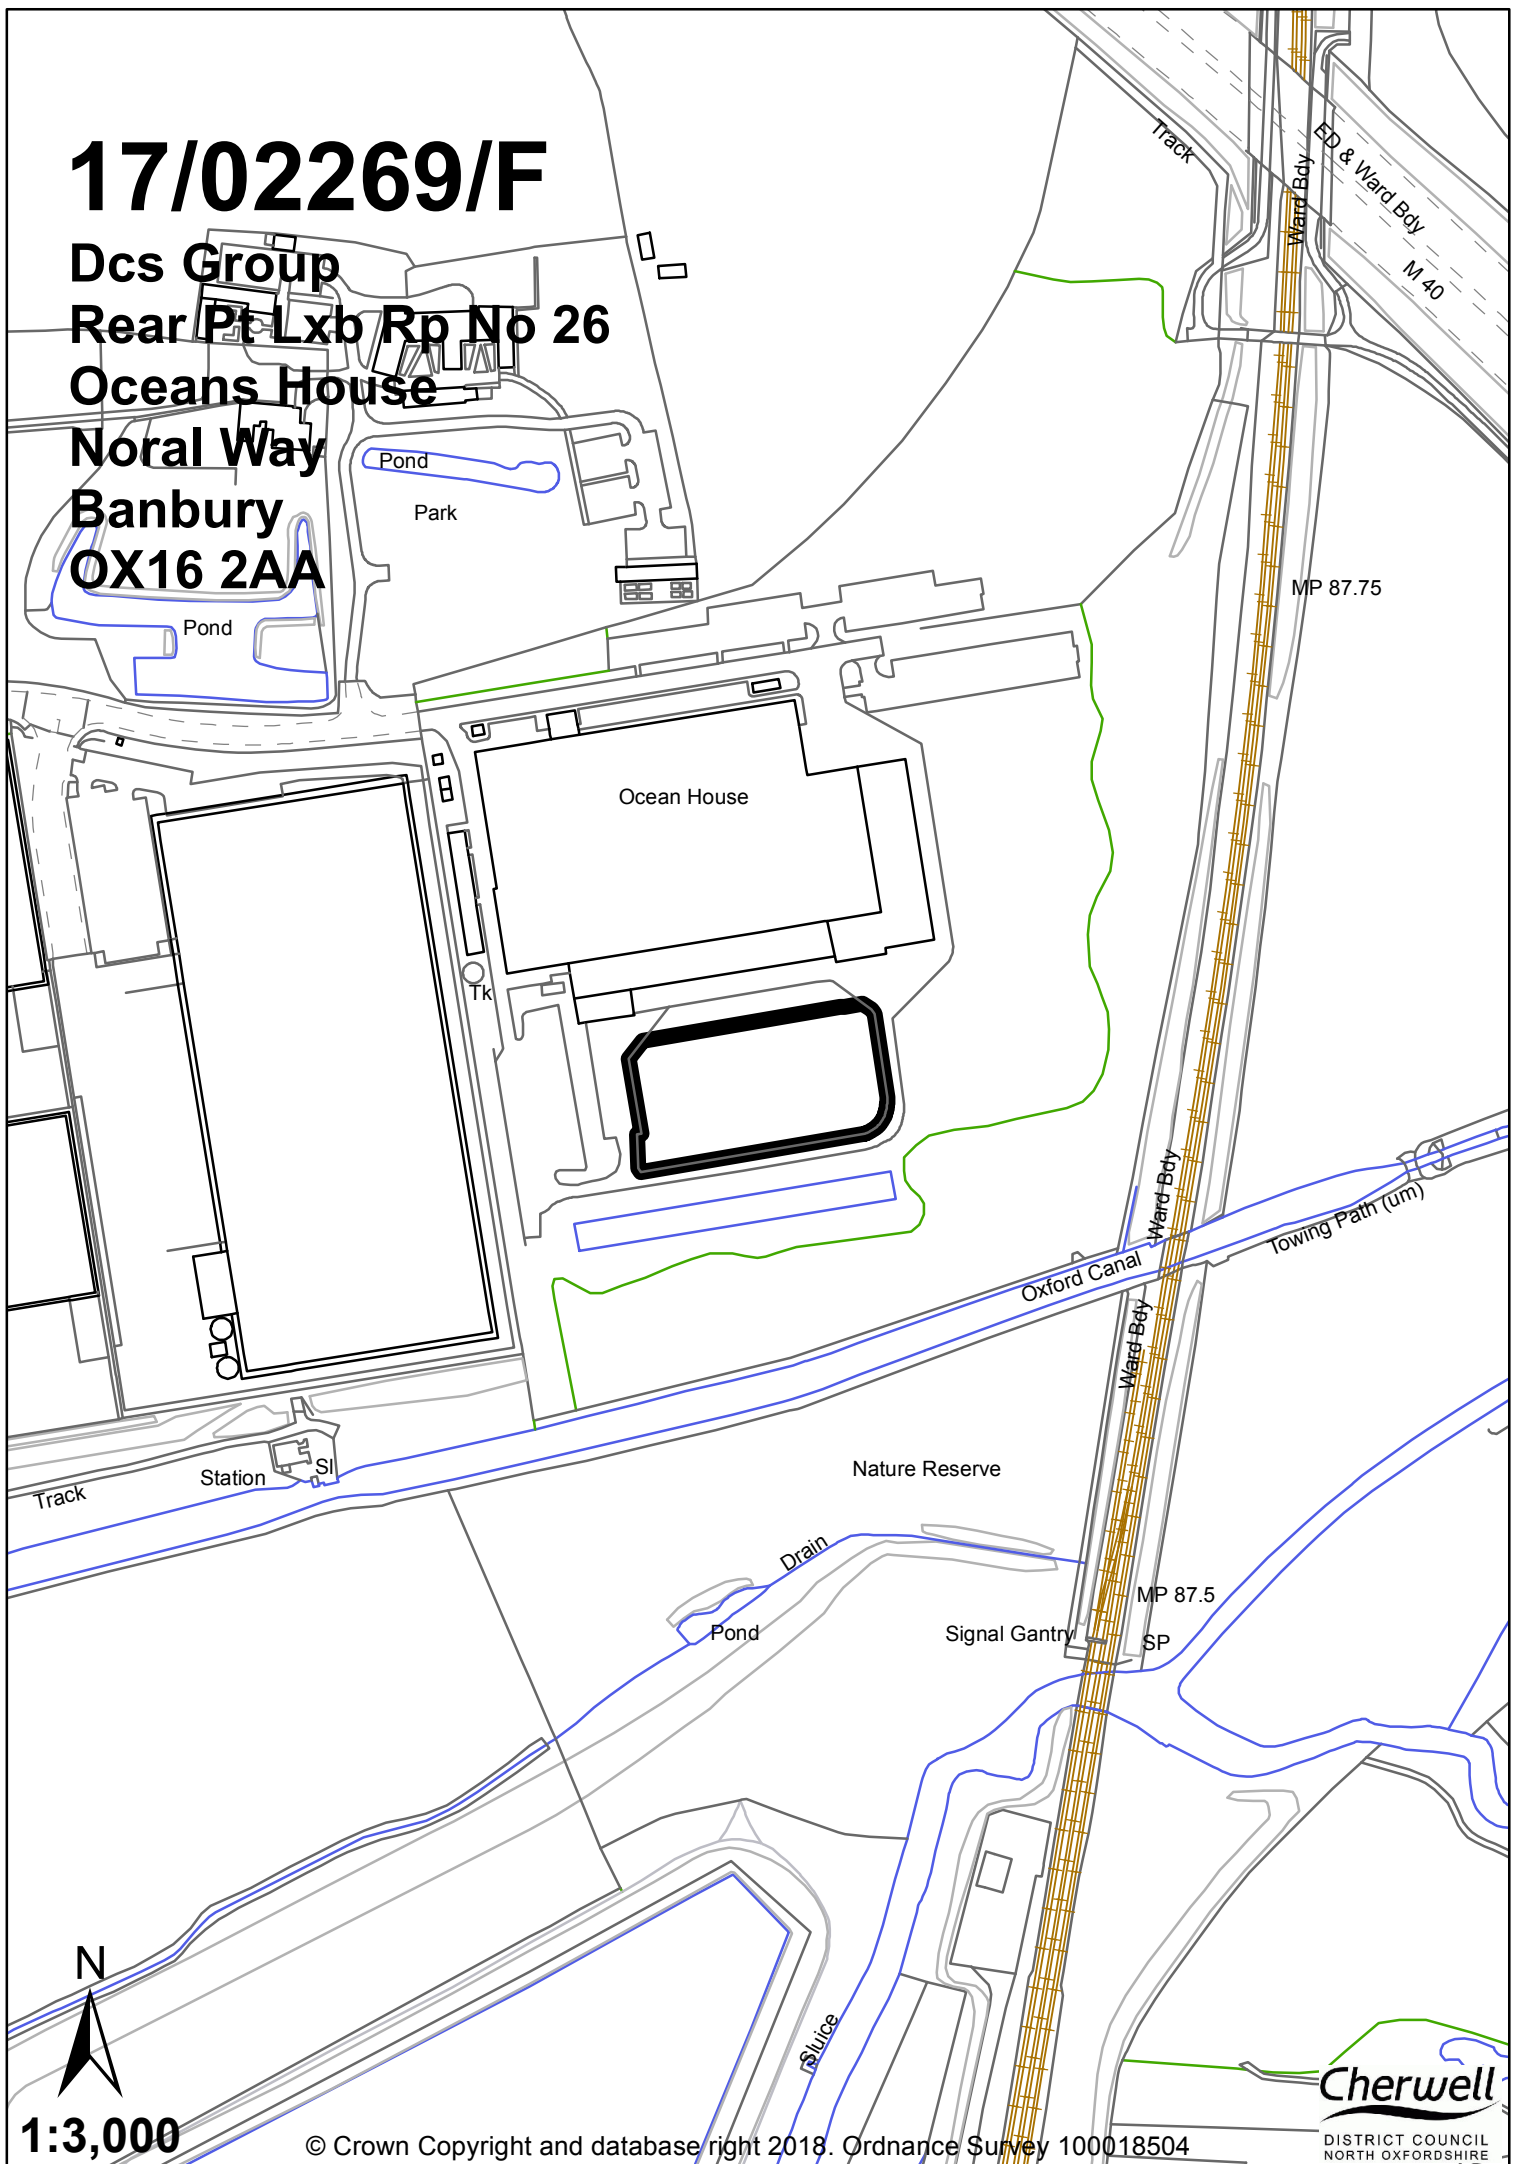 17/02269/F
Dcs Group
Rear Pt Lxb Rp No 26
Oceans House
Noral Way
Banbury
OX16 2AA
Track
ED & Ward Bdy
Ward Bdy
M 40
Pond
Park
MP 87.75
Pond
Ocean House
Tk
Ward Bdy
Towing Path (um)
Oxford Canal
Ward Bdy
Nature Reserve
Station
Sl
Track
Drain
MP 87.5
Pond
Signal Gantry
SP
N
Sluice
1:3,000
© Crown Copyright and database right 2018. Ordnance Survey 100018504
Cherwell
DISTRICT COUNCIL
NORTH OXFORDSHIRE